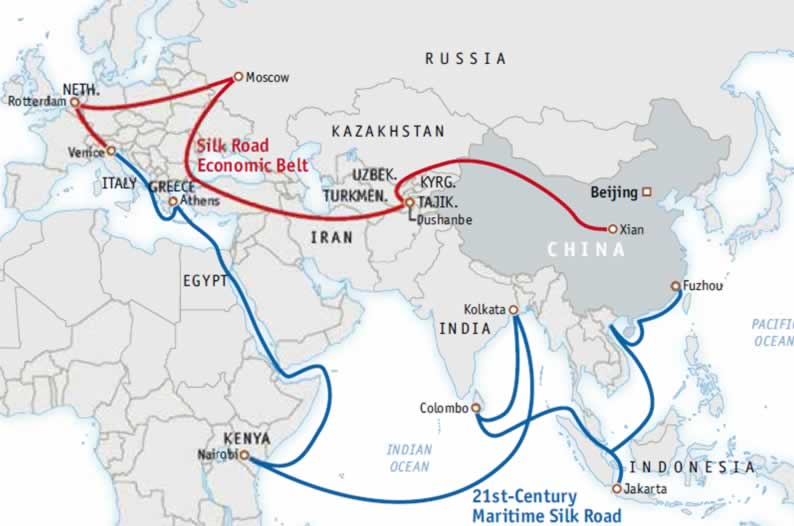 RUSSIA
Moscow
NETH.
Rotterdam
KAZAKHSTAN
Silk Road
Economic Belt
Venice
UZBEK.
KYRG.
ITALY
GREECE
Athens
TURKMEN.
TAJIK.
Dushanbe
Beijing
Xian
IRAN
CHINA
EGYPT
Fuzhou
Kolkata
INDIA
PACIFIC
OCEAN
Colombo
KENYA
Nairobi
INDIAN
OCEAN
INDONESIA
Jakarta
21st-Century
Maritime Silk Road